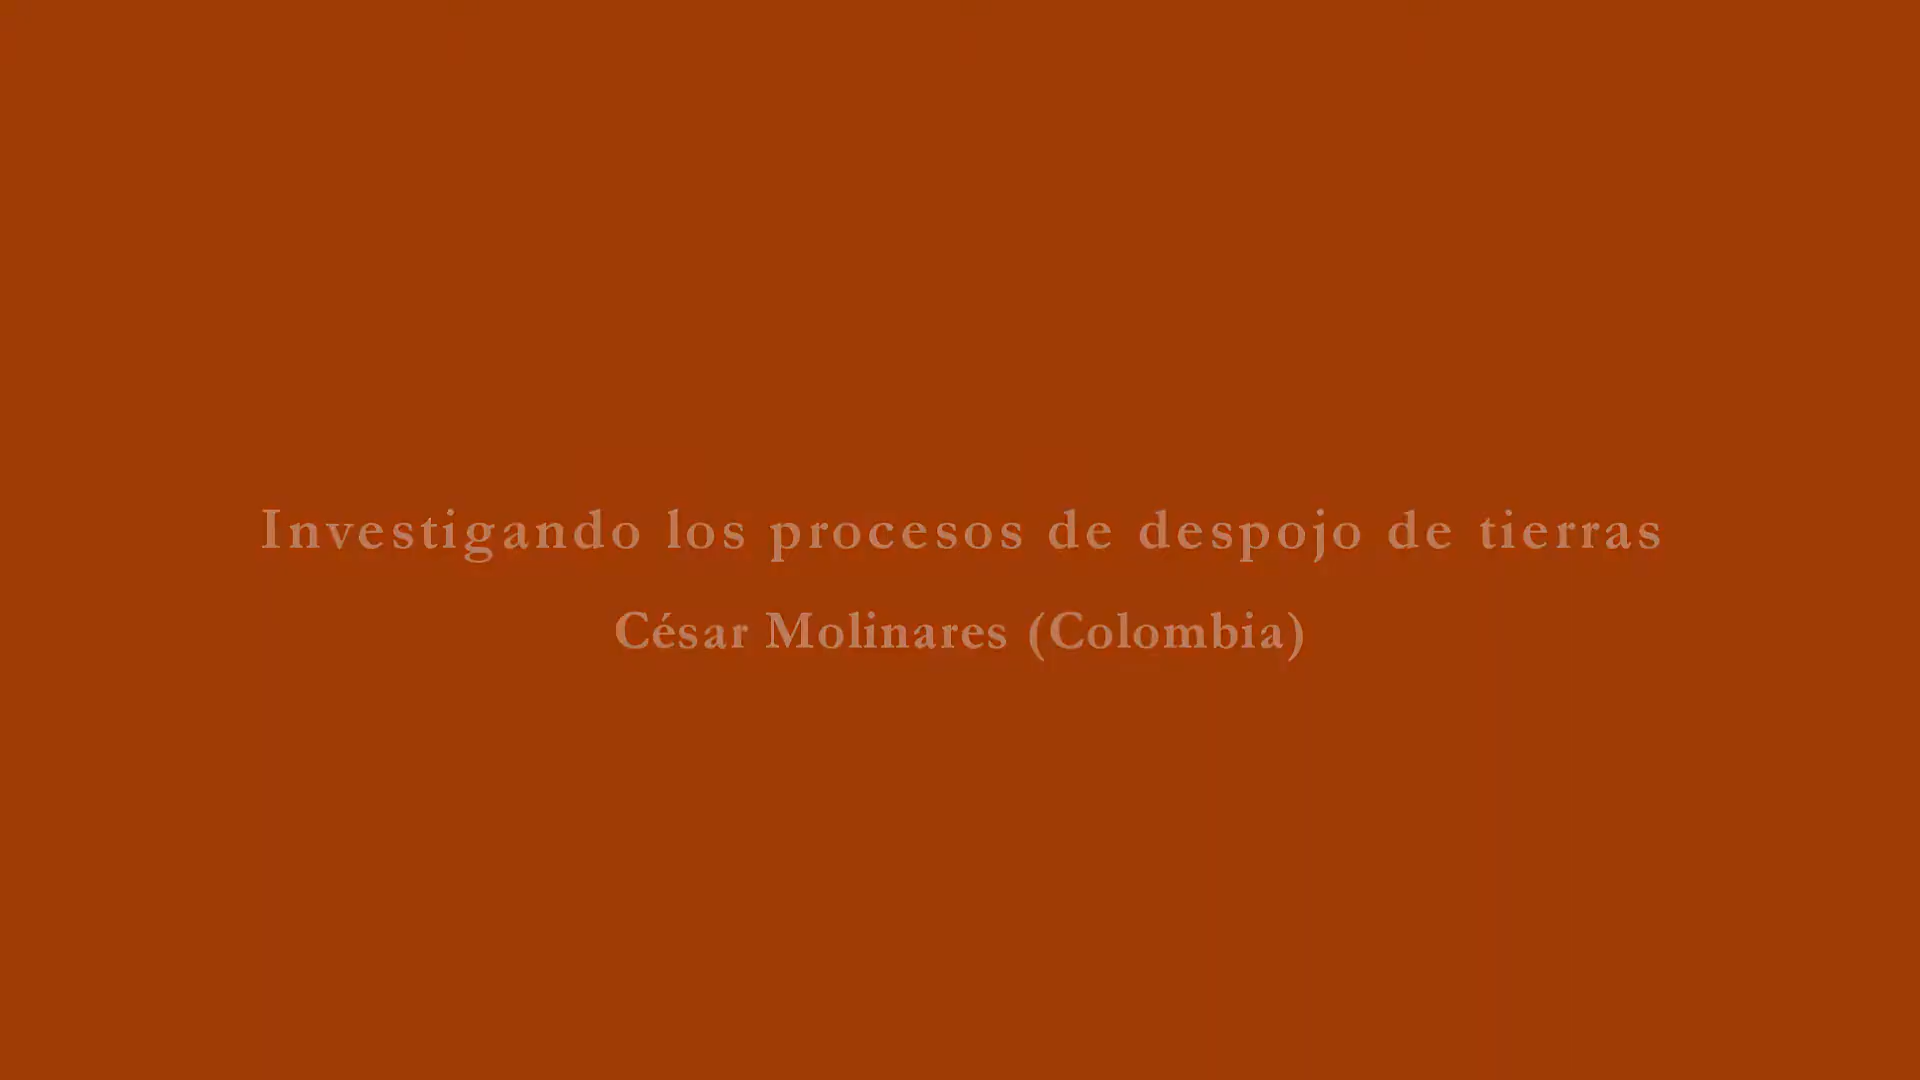 Investigando los procesos de despojo de tierras
César Molinares (Colombia)